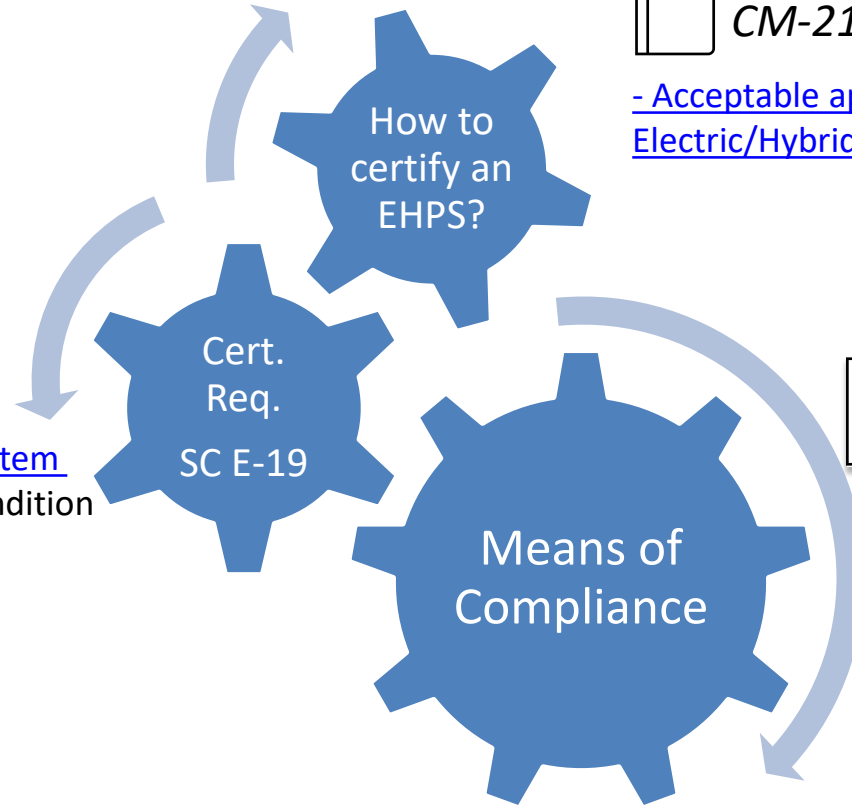 CM-21
- Acceptable ap
Electric/Hybrid
How to
certify an
EHPS?
Cert.
Req.
SC E-19
tem
ndition
Means of
Compliance